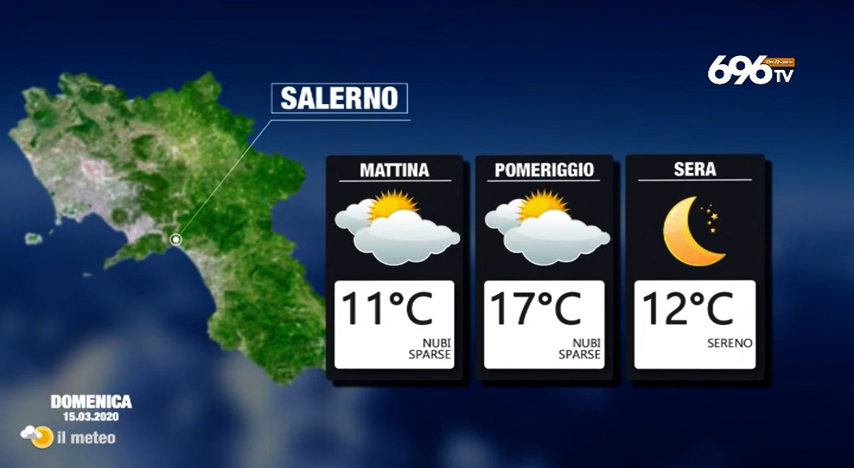 696 TV
SALERNO
MATTINA
11°C
NUBI
SPARSE
POMERIGGIO
17°C
NUBI
SPARSE
SERA
12°C
SERENO
DOMENICA
15.03.2020
il meteo